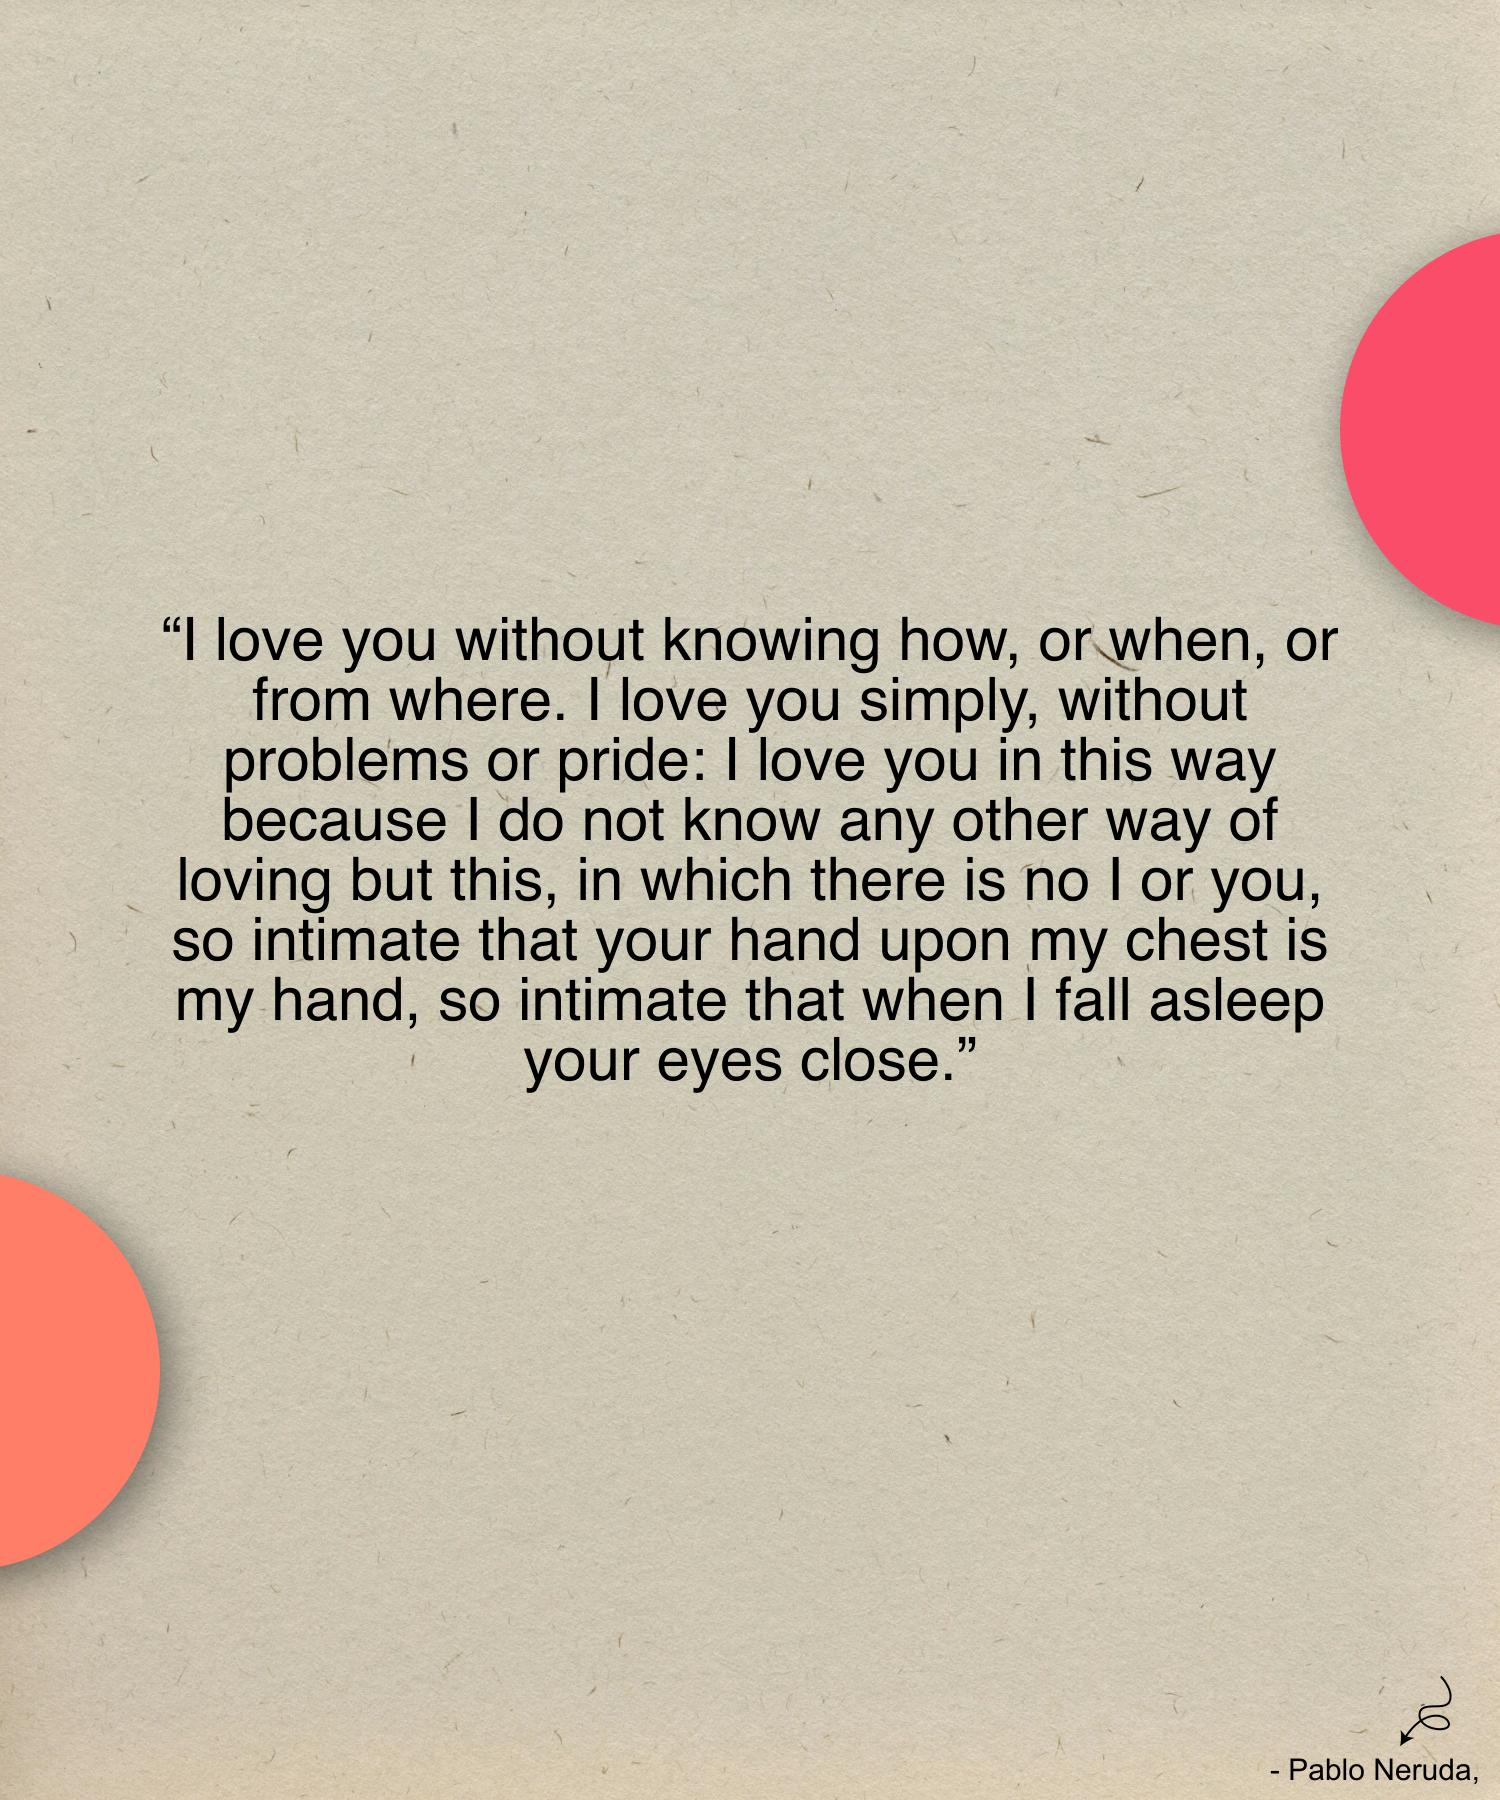 “I love you without knowing how, or when, or
from where. I love you simply, without
problems or pride: I love you in this way
because I do not know any other way of
loving but this, in which there is no I or you,
so intimate that your hand upon my chest is
my hand, so intimate that when I fall asleep
your eyes close.”
- Pablo Neruda,